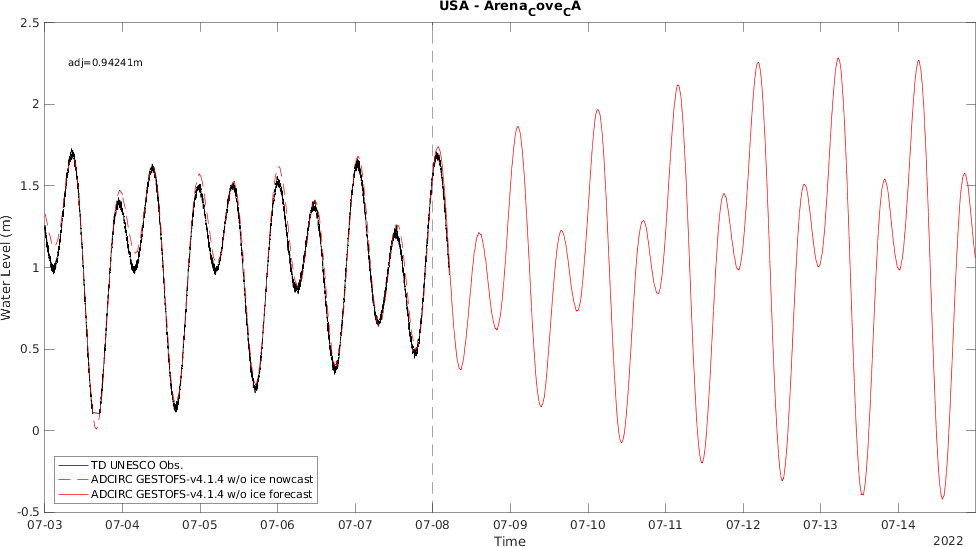 USA - ArenaCoveCA
adj=0.94241m
2.5
2
1.5
1
0.5
0
-0.5
Water Level (m)
TD UNESCO Obs.
ADCIRC GESTOFS-v4.1.4 w/o ice nowcast
ADCIRC GESTOFS-v4.1.4 w/o ice forecast
07-03 07-04 07-05 07-06 07-07 07-08 07-09 07-10 07-11 07-12 07-13 07-14
Time
2022